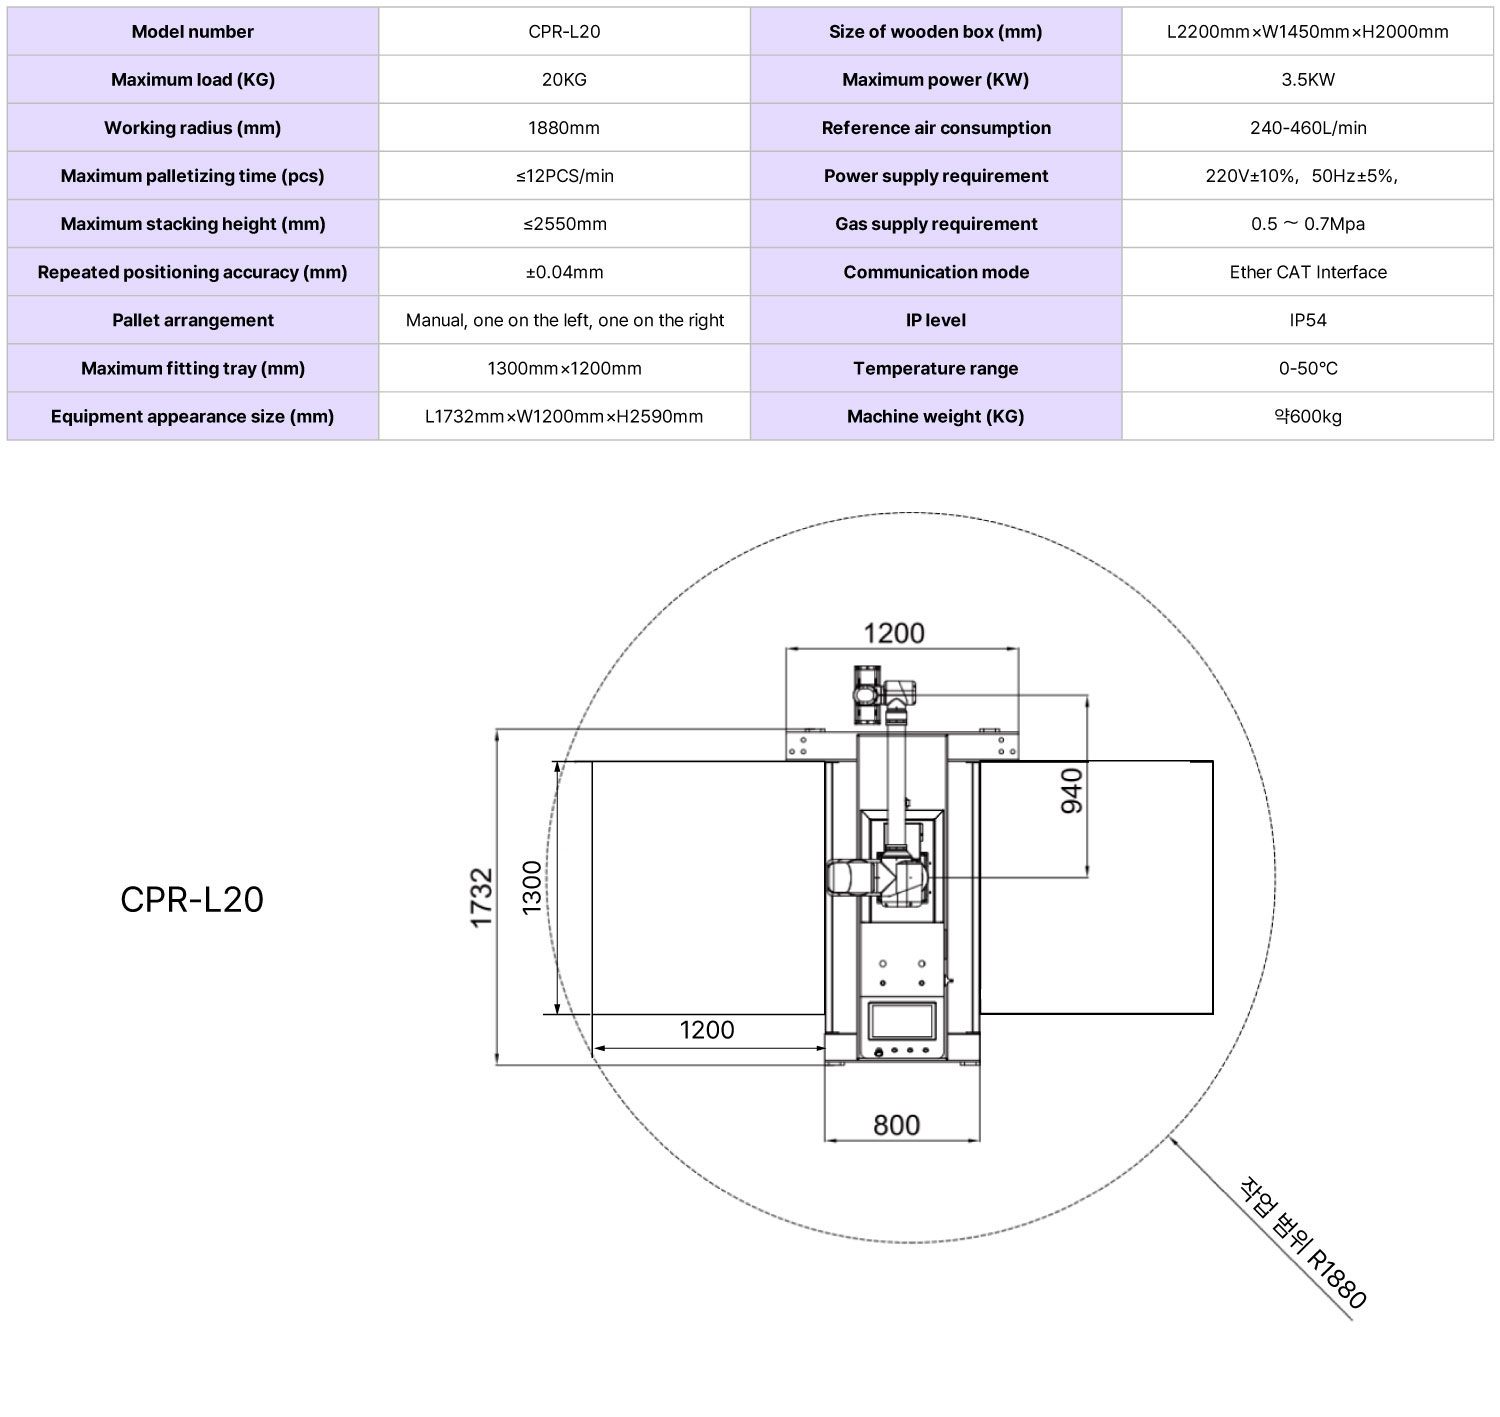 Model number CPR-L20 Size of wooden box (mm) L2200mm×W1450mm×H2000mm
Maximum load (KG) 20KG Maximum power (KW) 3.5KW
Working radius (mm) 1880mm Reference air consumption 240-460L/min
Maximum palletizing time (pcs) ≤12PCS/min Power supply requirement 220V±10%, 50Hz±5%,
Maximum stacking height (mm) ≤2550mm Gas supply requirement 0.5 ~ 0.7Mpa
Repeated positioning accuracy (mm) ±0.04mm Communication mode Ether CAT Interface
Pallet arrangement Manual, one on the left, one on the right IP level IP54
Maximum fitting tray (mm) 1300mm×1200mm Temperature range 0-50°C
Equipment appearance size (mm) L1732mm×W1200mm×H2590mm Machine weight (KG) 약600kg
1200
940
1732
1300
CPR-L20
1200
800
작업 범위 R1880